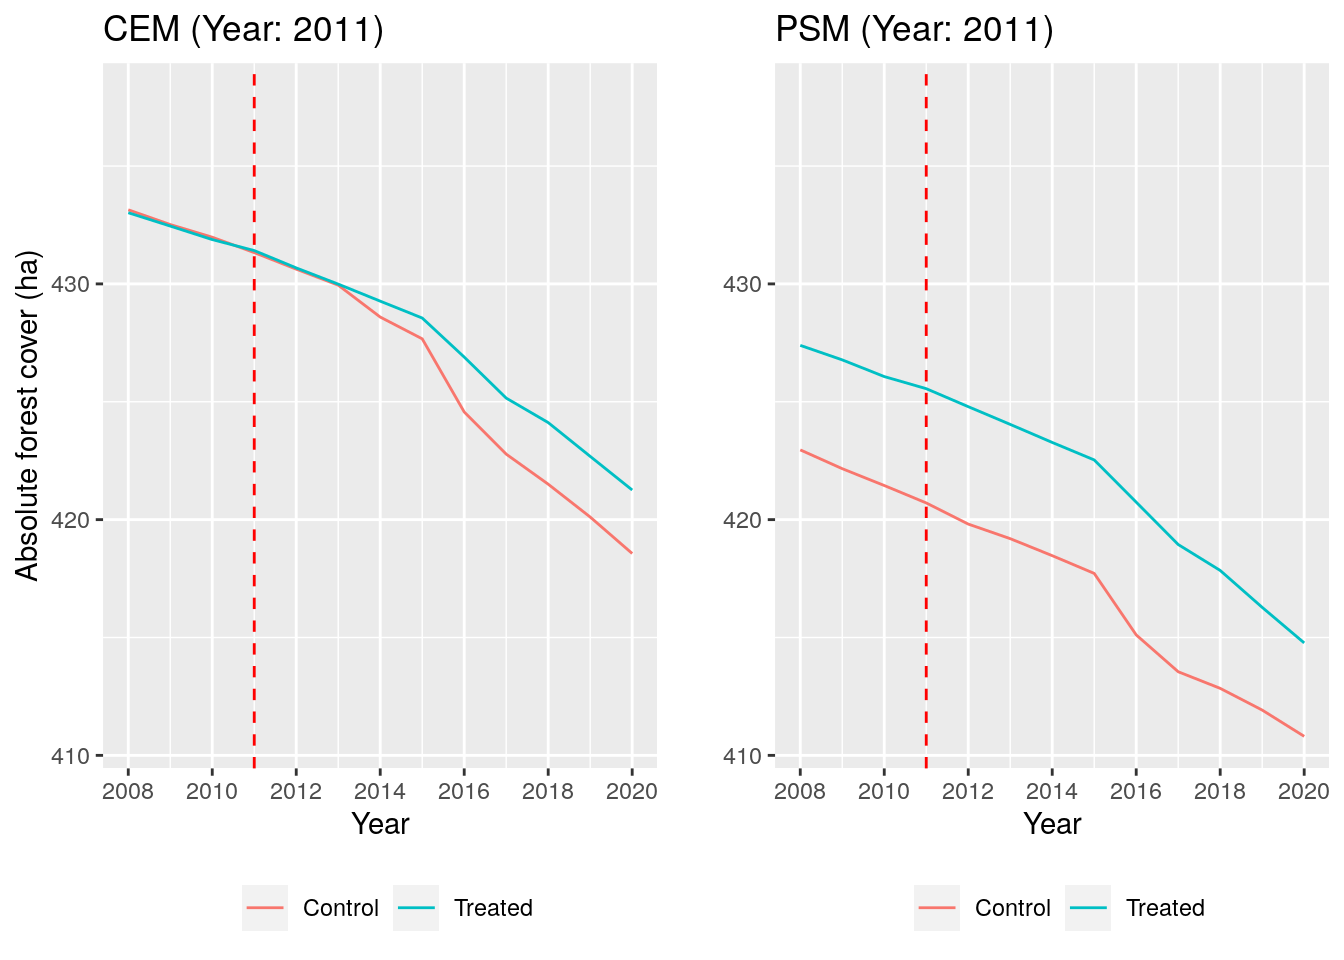 CEM (Year: 2011)
Absolute forest cover (ha)
430
420
410
2008 2010 2012 2014 2016 2018 2020
Year
Control Treated
PSM (Year: 2011)
430
420
410
2008 2010 2012 2014 2016 2018 2020
Year
Control Treated